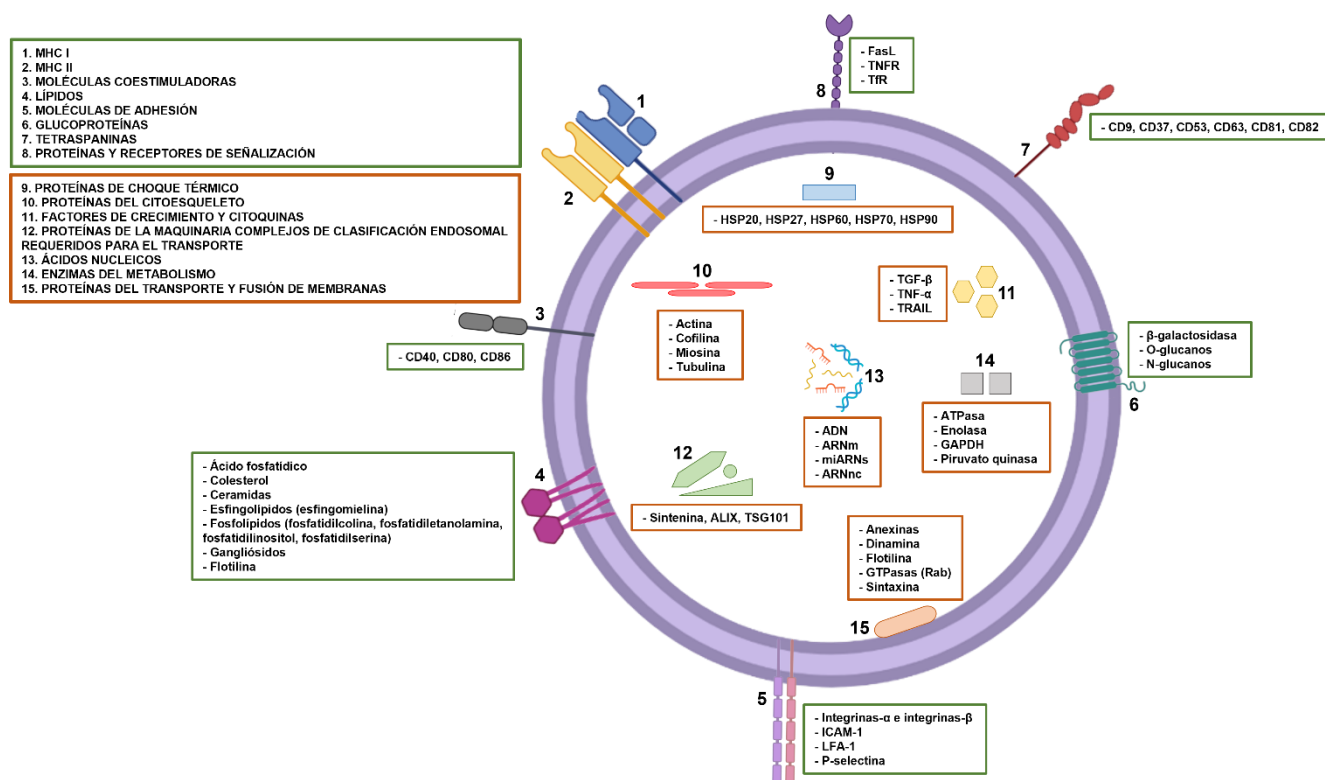 1. MHC I
2. MHC II
3. MOLÉCULAS COESTIMULADORAS
4. LÍPIDOS
5. MOLÉCULAS DE ADHESIÓN
6. GLUCOPROTEÍNAS
7. TETRASPANINAS
8. PROTEÍNAS Y RECEPTORES DE SEÑALIZACIÓN
9. PROTEÍNAS DE CHOQUE TÉRMICO
10. PROTEÍNAS DEL CITOESQUELETO
11. FACTORES DE CRECIMIENTO Y CITOQUINAS
12. PROTEÍNAS DE LA MAQUINARIA COMPLEJOS DE CLASIFICACIÓN ENDOSOMAL
REQUERIDOS PARA EL TRANSPORTE
13. ÁCIDOS NUCLEICOS
14. ENZIMAS DEL METABOLISMO
15. PROTEÍNAS DEL TRANSPORTE Y FUSIÓN DE MEMBRANAS
8
- FasL
- TNFR
- TfR
1
2
7
- CD9, CD37, CD53, CD63, CD81, CD82
9
- HSP20, HSP27, HSP60, HSP70, HSP90
10
- Actina
- Cofilina
- Miosina
- Tubulina
- TGF-β
- TNF-α
- TRAIL
11
3
- CD40, CD80, CD86
- β-galactosidasa
- O-glucanos
- N-glucanos
6
13
- ADN
- ARNm
- miARNs
- ARNnc
14
- ATPasa
- Enolasa
- GAPDH
- Piruvato quinasa
4
- Ácido fosfatídico
- Colesterol
- Ceramidas
- Esfingolípidos (esfingomielina)
- Fosfolípidos (fosfatidilcolina, fosfatidiletanolamina,
fosfatidilinositol, fosfatidilserina)
- Gangliósidos
- Flotilina
12
- Sintenina, ALIX, TSG101
- Anexinas
- Dinamina
- Flotilina
- GTPasas (Rab)
- Sintaxina
15
5
- Integrinas-α e integrinas-β
- ICAM-1
- LFA-1
- P-selectina